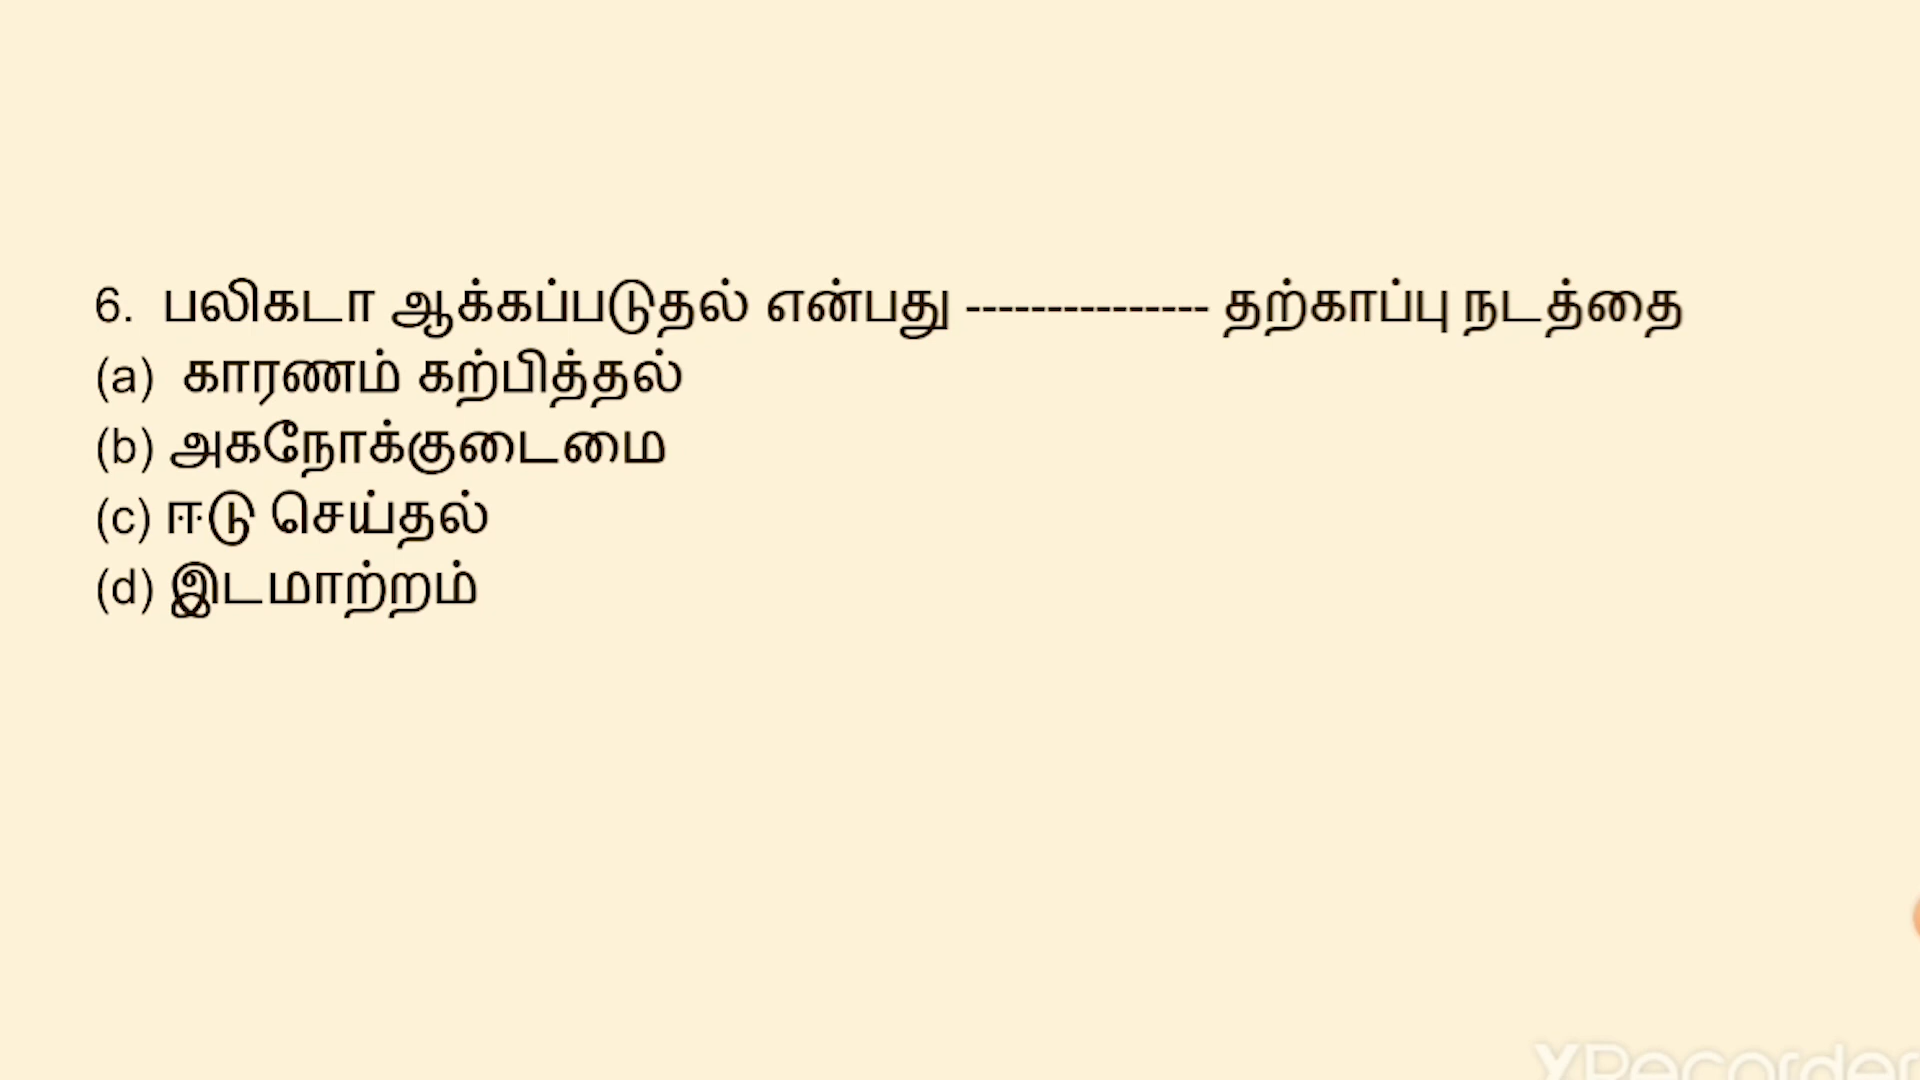 6. பலிகடா ஆக்கப்படுதல் என்பது --------------- தற்காப்பு நடத்தை
(a) காரணம் கற்பித்தல்
(b) அகநோக்குடைமை
(c) ஈடு செய்தல்
(d) இடமாற்றம்
XRecorder